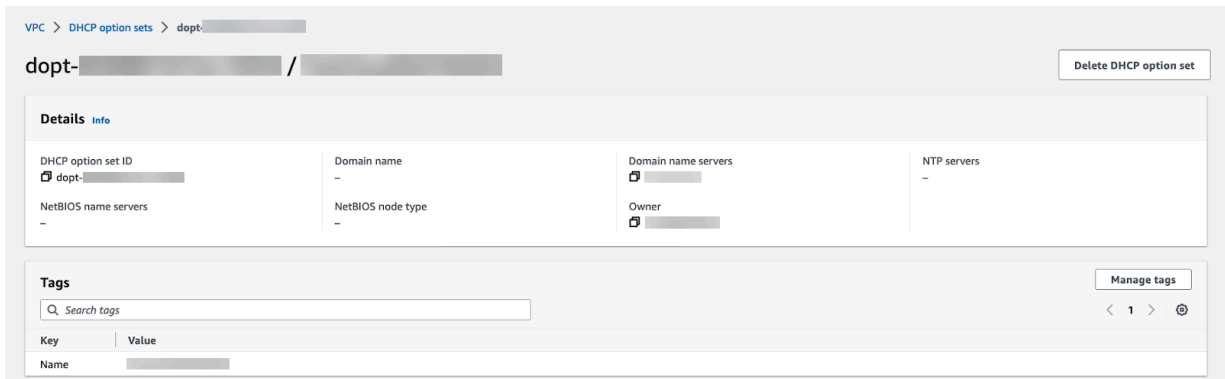 VPC > DHCP option sets > dopt-
dopt- /
Delete DHCP option set
Details Info
DHCP option set ID
dopt-
Domain name
–
Domain name servers
NTP servers
–
NetBIOS name servers
–
NetBIOS node type
–
Owner
Tags
Manage tags
Search tags
< 1 >
Key Value
Name